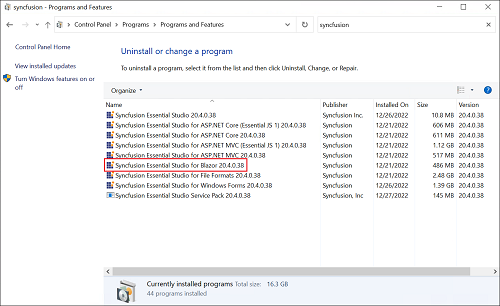 syncfusion - Programs and Features
Control Panel > Programs > Programs and Features
syncfusion
Control Panel Home
View installed updates
Turn Windows features on or off
Uninstall or change a program
To uninstall a program, select it from the list and then click Uninstall, Change, or Repair.
Organize
Name Publisher Installed On Size Version
Syncfusion Essential Studio 20.4.0.38 Syncfusion Inc. 12/26/2022 10.8 MB 20.4.0.38
Syncfusion Essential Studio for ASP.NET Core (Essential JS 1) 20.4.0.38 Syncfusion, Inc. 12/21/2022 606 MB 20.4.0.38
Syncfusion Essential Studio for ASP.NET Core 20.4.0.38 Syncfusion, Inc. 12/21/2022 611 MB 20.4.0.38
Syncfusion Essential Studio for ASP.NET MVC (Essential JS 1) 20.4.0.38 Syncfusion, Inc. 12/21/2022 1.12 GB 20.4.0.38
Syncfusion Essential Studio for ASP.NET MVC 20.4.0.38 Syncfusion, Inc. 12/21/2022 517 MB 20.4.0.38
Syncfusion Essential Studio for Blazor 20.4.0.38 Syncfusion, Inc. 12/21/2022 486 MB 20.4.0.38
Syncfusion Essential Studio for File Formats 20.4.0.38 Syncfusion, Inc. 12/21/2022 2.48 GB 20.4.0.38
Syncfusion Essential Studio for Windows Forms 20.4.0.38 Syncfusion, Inc. 12/26/2022 1.39 GB 20.4.0.38
Syncfusion Essential Studio Service Pack 20.4.0.38 Syncfusion, Inc 12/27/2022 145 MB 20.4.0.38
Currently installed programs Total size: 16.3 GB
44 programs installed